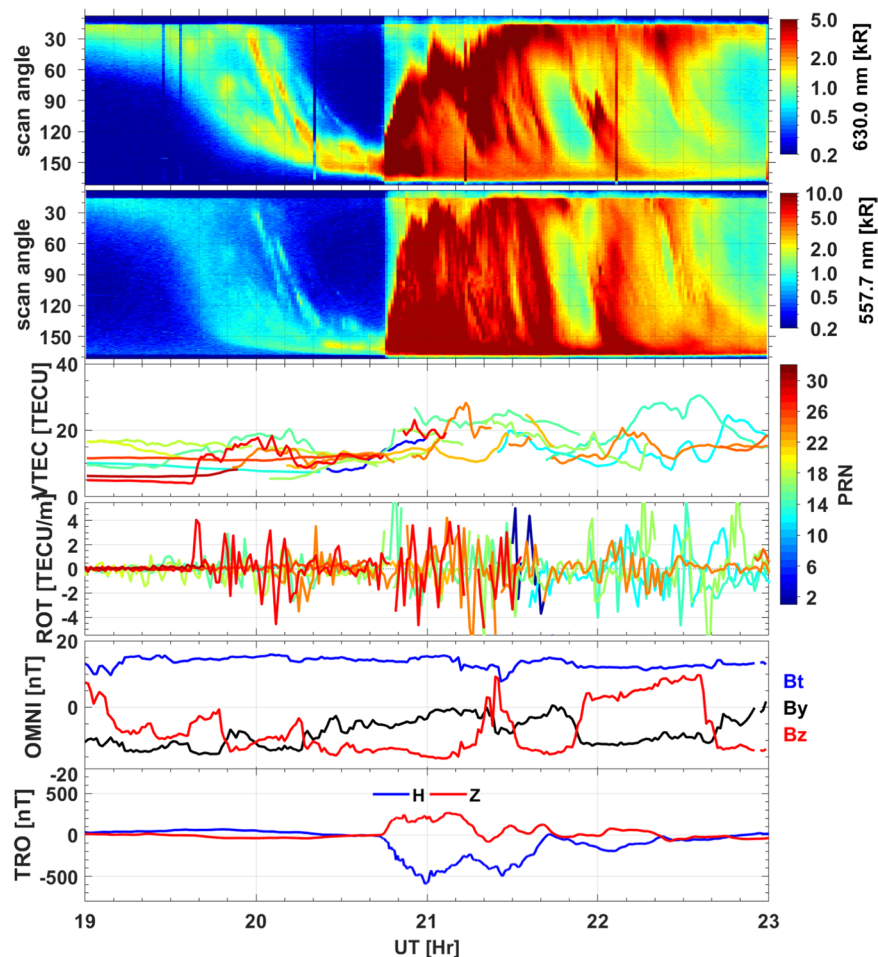 30
60
90
120
150
scan angle
5.0
2.0
1.0
0.5
0.2
630.0 nm [kR]
30
60
90
120
150
scan angle
10.0
5.0
2.0
1.0
0.5
0.2
557.7 nm [kR]
40
20
0
VTEC [TECU]
30
26
22
18
14
10
6
2
PRN
4
2
0
-2
-4
ROT [TECU/m]
20
0
-20
OMNI [nT]
Bt
By
Bz
500
0
-500
TRO [nT]
H Z
19 20 21 22 23
UT [Hr]